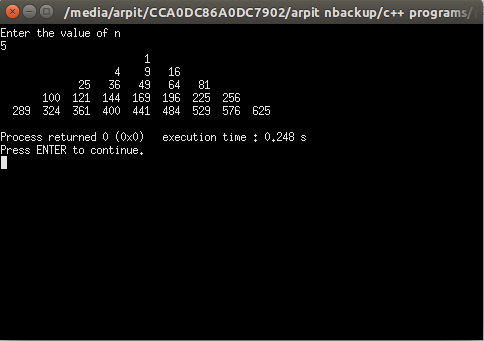 /media/arpit/CCA0DC86A0DC7902/arpit nbackup/c++ programs/
Enter the value of n
5
1
4 9 16
25 36 49 64 81
100 121 144 169 196 225 256
289 324 361 400 441 484 529 576 625
Process returned 0 (0x0) execution time : 0.248 s
Press ENTER to continue.